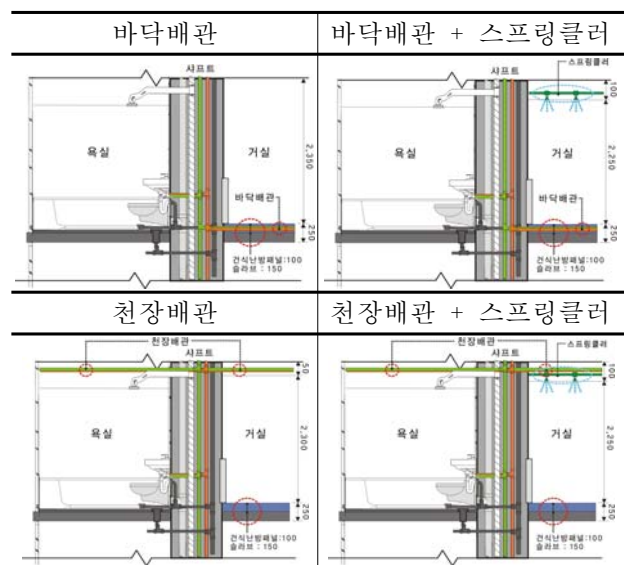 바닥배관
바닥배관 + 스프링클러
샤프트
욕실
거실
2,350
바닥배관
250
건식난방패널:100
슬라브 : 150
샤프트
스프링클러
100
욕실
거실
2,250
바닥배관
250
건식난방패널:100
슬라브 : 150
천장배관
천장배관 + 스프링클러
천장배관
샤프트
50
욕실
거실
2,300
250
건식난방패널:100
슬라브 : 150
천장배관
스프링클러
샤프트
100
욕실
거실
2,250
250
건식난방패널:100
슬라브 : 150